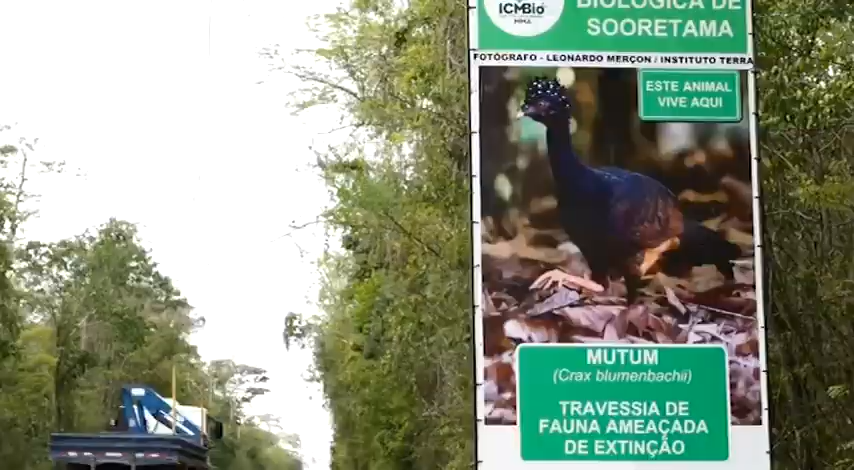 ICMBio
MMA
BIOLÓGICA DE
SOORETAMA
FOTÓGRAFO - LEONARDO MERÇON / INSTITUTO TERRA
ESTE ANIMAL
VIVE AQUI
MUTUM
(Crax blumenbachii)
TRAVESSIA DE
FAUNA AMEAÇADA
DE EXTINÇÃO